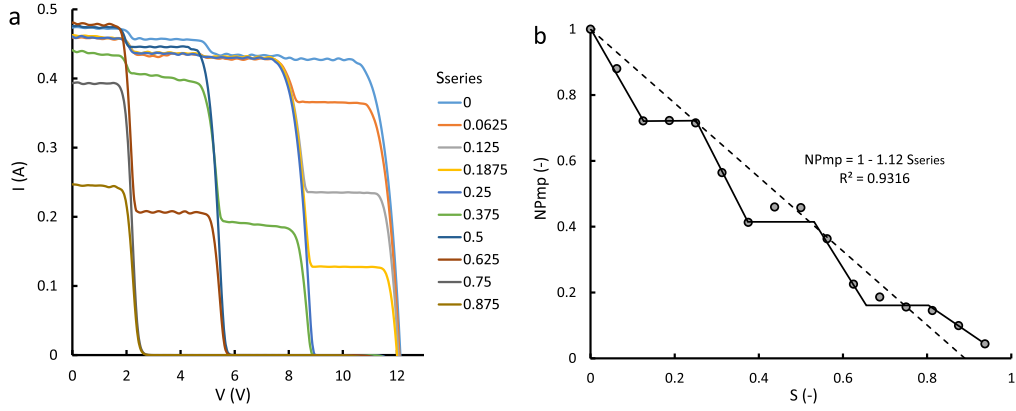 a
0.5
0.4
0.3
0.2
0.1
0
I (A)
0 2 4 6 8 10 12
V (V)
Sseries
0
0.0625
0.125
0.1875
0.25
0.375
0.5
0.625
0.75
0.875
b
1
0.8
0.6
0.4
0.2
0
NPmp (-)
NPmp = 1 - 1.12 Sseries
R² = 0.9316
0 0.2 0.4 0.6 0.8 1
S (-)